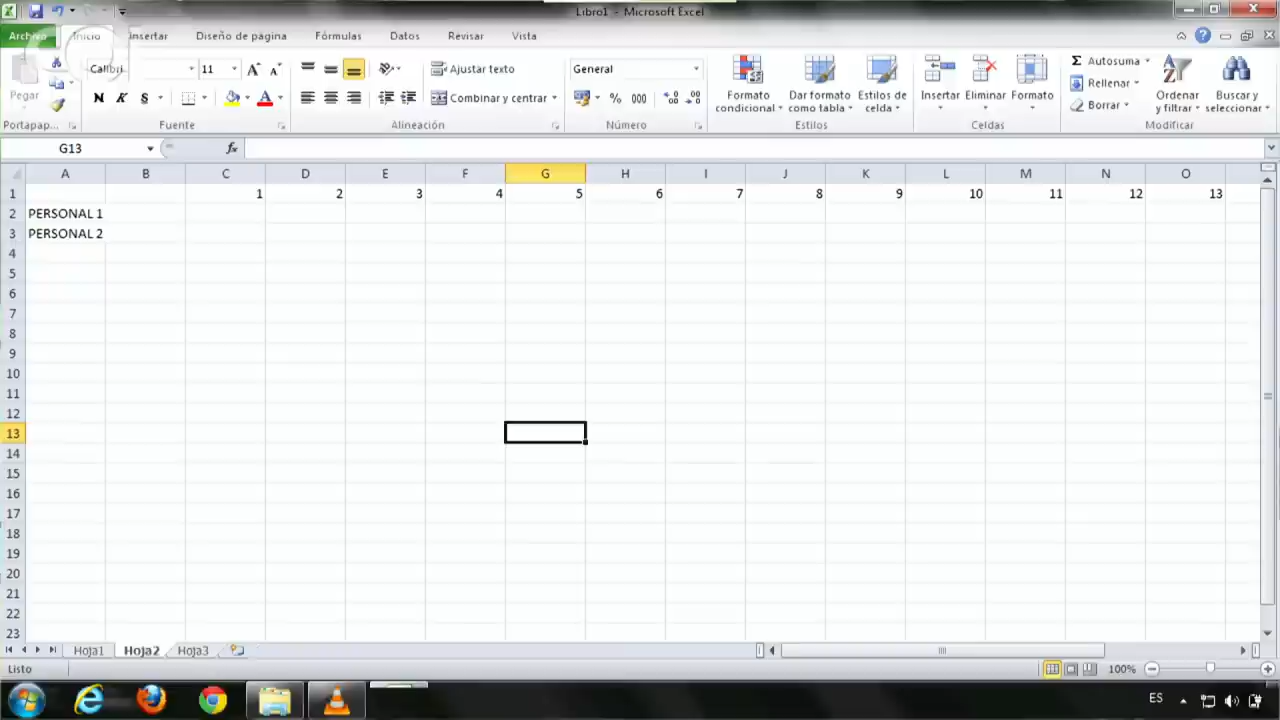 Libro1 - Microsoft Excel
Archivo Inicio Insertar Diseño de página Fórmulas Datos Revisar Vista
Pegar
Calibri 11
N K S
Ajustar texto
Combinar y centrar
General
% 000
Formato condicional
Dar formato como tabla
Estilos de celda
Insertar Eliminar Formato
Σ Autosuma
Rellenar
Borrar
Ordenar y filtrar
Buscar y seleccionar
Portapap... Fuente Alineación Número Estilos Celdas Modificar
G13 fx
A B C D E F G H I J K L M N O
1 1 2 3 4 5 6 7 8 9 10 11 12 13
2 PERSONAL 1
3 PERSONAL 2
4
5
6
7
8
9
10
11
12
13
14
15
16
17
18
19
20
21
22
23
Hoja1 Hoja2 Hoja3
Listo 100%
ES